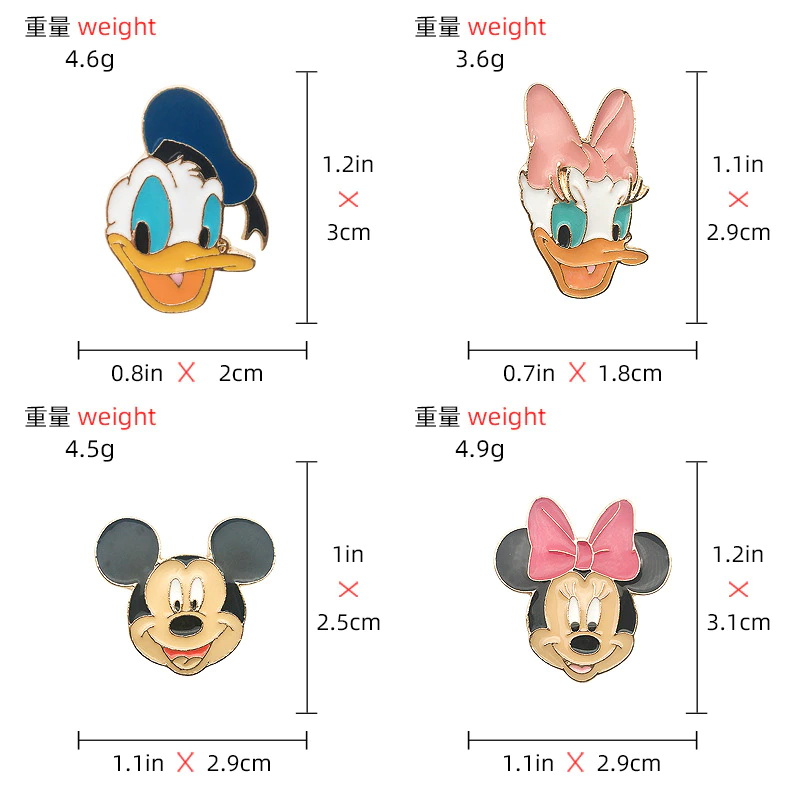 重量 weight
4.6g
1.2in
X
3cm
0.8in X 2cm
重量 weight
3.6g
1.1in
X
2.9cm
0.7in X 1.8cm
重量 weight
4.5g
1in
X
2.5cm
1.1in X 2.9cm
重量 weight
4.9g
1.2in
X
3.1cm
1.1in X 2.9cm